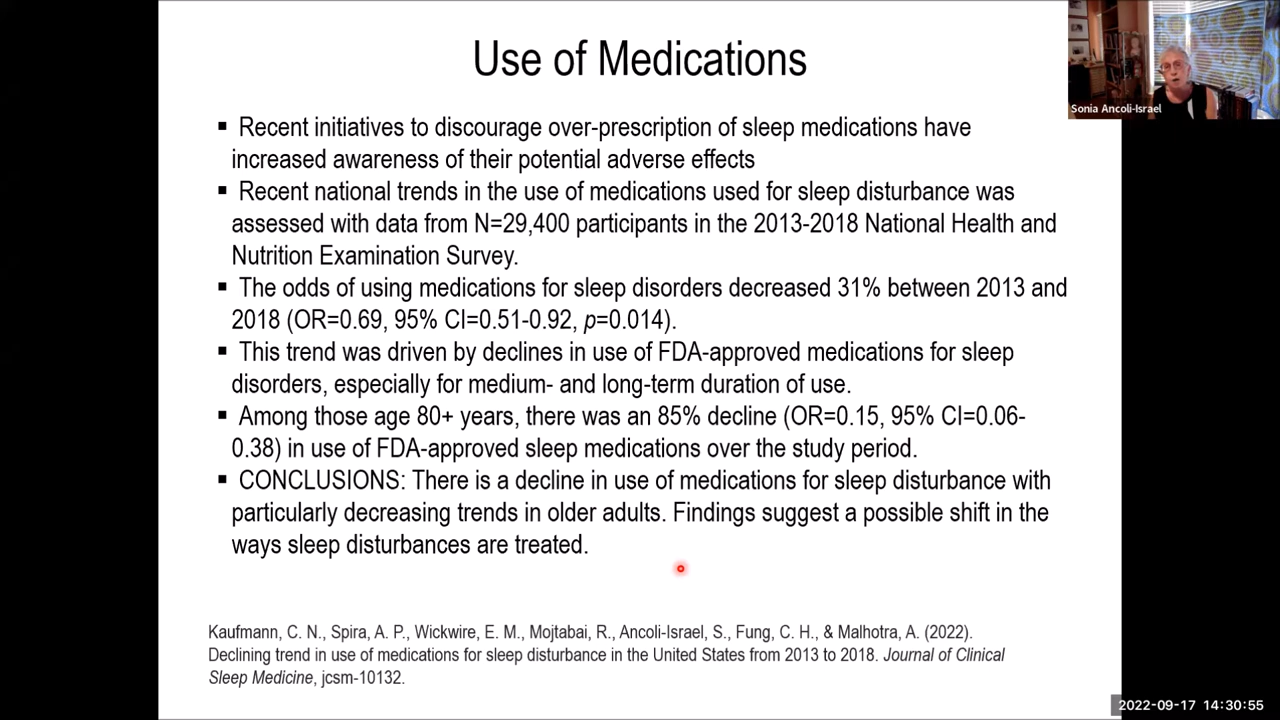 Use of Medications
Sonia Ancoli-Israel
▪ Recent initiatives to discourage over-prescription of sleep medications have
increased awareness of their potential adverse effects
▪ Recent national trends in the use of medications used for sleep disturbance was
assessed with data from N=29,400 participants in the 2013-2018 National Health and
Nutrition Examination Survey.
▪ The odds of using medications for sleep disorders decreased 31% between 2013 and
2018 (OR=0.69, 95% CI=0.51-0.92, p=0.014).
▪ This trend was driven by declines in use of FDA-approved medications for sleep
disorders, especially for medium- and long-term duration of use.
▪ Among those age 80+ years, there was an 85% decline (OR=0.15, 95% CI=0.06-
0.38) in use of FDA-approved sleep medications over the study period.
▪ CONCLUSIONS: There is a decline in use of medications for sleep disturbance with
particularly decreasing trends in older adults. Findings suggest a possible shift in the
ways sleep disturbances are treated.
Kaufmann, C. N., Spira, A. P., Wickwire, E. M., Mojtabai, R., Ancoli-Israel, S., Fung, C. H., & Malhotra, A. (2022).
Declining trend in use of medications for sleep disturbance in the United States from 2013 to 2018. Journal of Clinical
Sleep Medicine, jcsm-10132.
2022-09-17 14:30:55